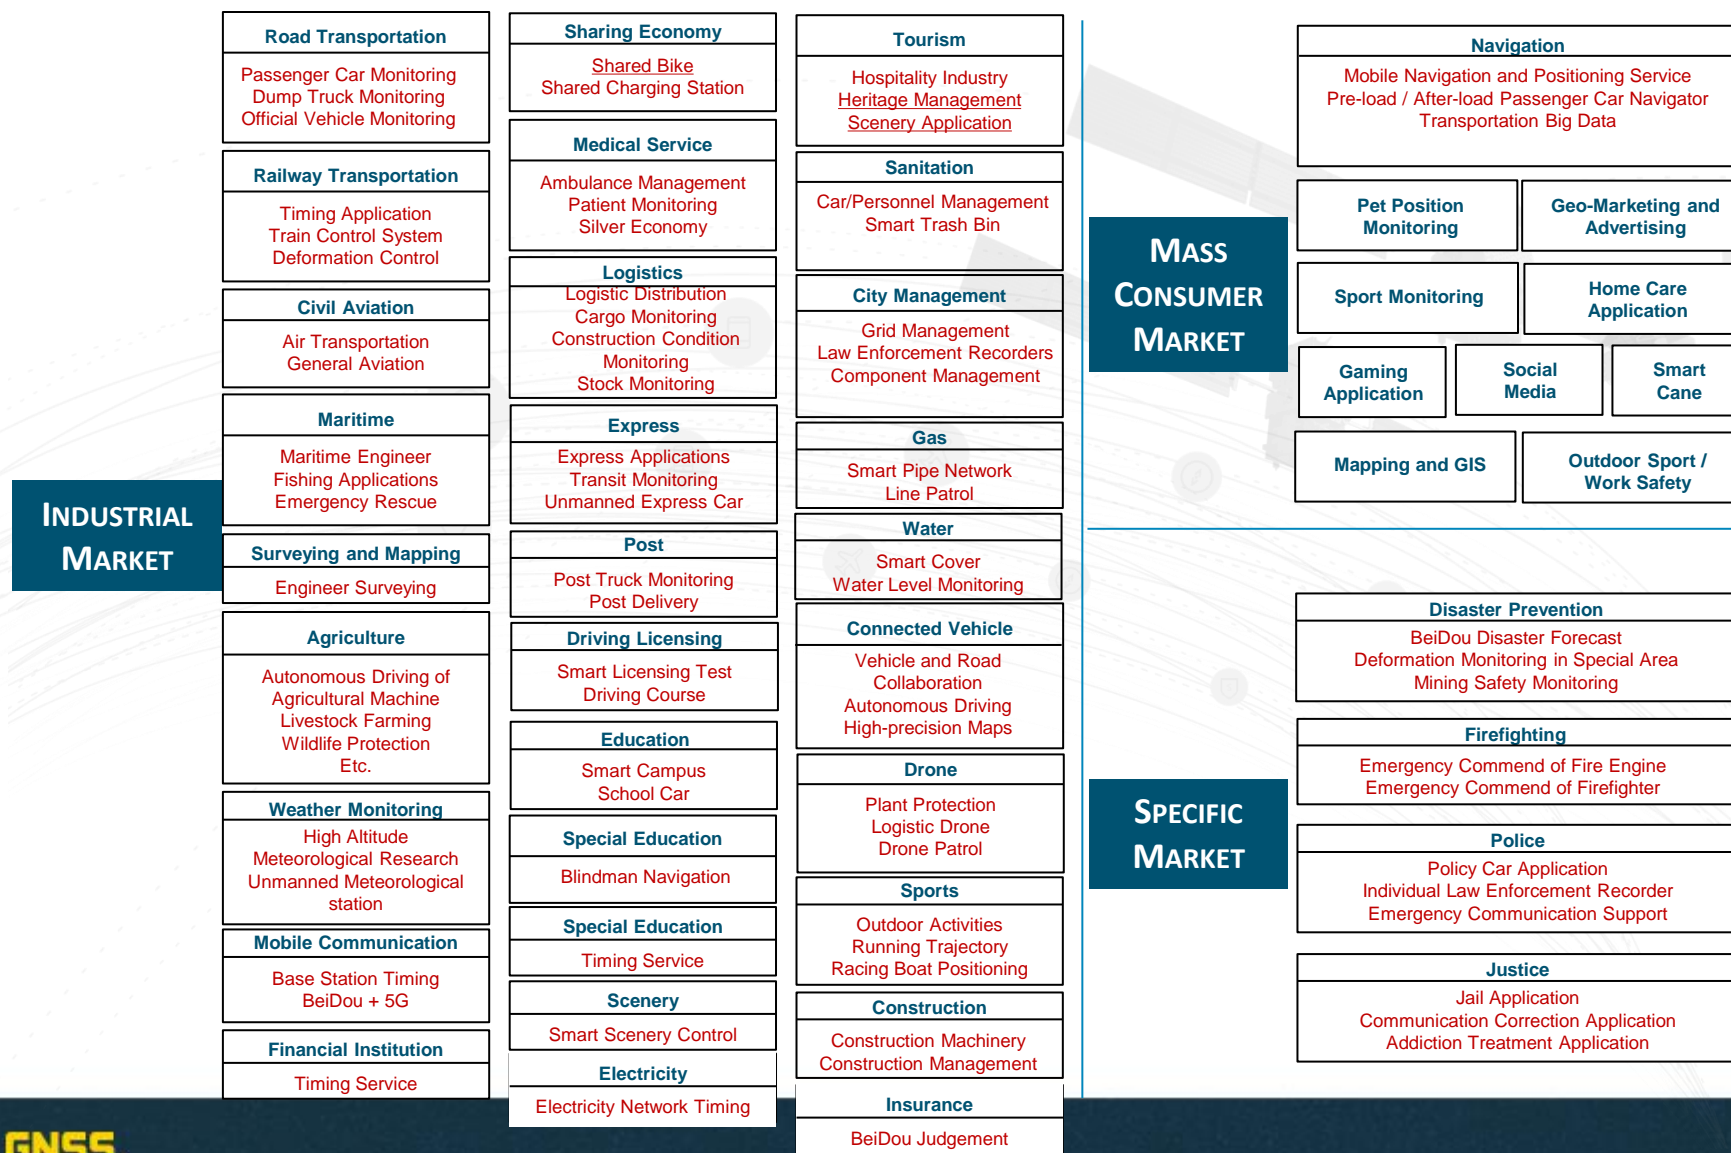 INDUSTRIAL
MARKET
Road Transportation
Passenger Car Monitoring
Dump Truck Monitoring
Official Vehicle Monitoring
Railway Transportation
Timing Application
Train Control System
Deformation Control
Civil Aviation
Air Transportation
General Aviation
Maritime
Maritime Engineer
Fishing Applications
Emergency Rescue
Surveying and Mapping
Engineer Surveying
Agriculture
Autonomous Driving of
Agricultural Machine
Livestock Farming
Wildlife Protection
Etc.
Weather Monitoring
High Altitude
Meteorological Research
Unmanned Meteorological
station
Mobile Communication
Base Station Timing
BeiDou + 5G
Financial Institution
Timing Service
Sharing Economy
Shared Bike
Shared Charging Station
Medical Service
Ambulance Management
Patient Monitoring
Silver Economy
Logistics
Logistic Distribution
Cargo Monitoring
Construction Condition
Monitoring
Stock Monitoring
Express
Express Applications
Transit Monitoring
Unmanned Express Car
Post
Post Truck Monitoring
Post Delivery
Driving Licensing
Smart Licensing Test
Driving Course
Education
Smart Campus
School Car
Special Education
Blindman Navigation
Special Education
Timing Service
Scenery
Smart Scenery Control
Electricity
Electricity Network Timing
Tourism
Hospitality Industry
Heritage Management
Scenery Application
Sanitation
Car/Personnel Management
Smart Trash Bin
City Management
Grid Management
Law Enforcement Recorders
Component Management
Gas
Smart Pipe Network
Line Patrol
Water
Smart Cover
Water Level Monitoring
Connected Vehicle
Vehicle and Road
Collaboration
Autonomous Driving
High-precision Maps
Drone
Plant Protection
Logistic Drone
Drone Patrol
Sports
Outdoor Activities
Running Trajectory
Racing Boat Positioning
Construction
Construction Machinery
Construction Management
Insurance
BeiDou Judgement
MASS
CONSUMER
MARKET
Navigation
Mobile Navigation and Positioning Service
Pre-load / After-load Passenger Car Navigator
Transportation Big Data
Pet Position
Monitoring
Geo-Marketing and
Advertising
Sport Monitoring
Home Care
Application
Gaming
Application
Social
Media
Smart
Cane
Mapping and GIS
Outdoor Sport /
Work Safety
SPECIFIC
MARKET
Disaster Prevention
BeiDou Disaster Forecast
Deformation Monitoring in Special Area
Mining Safety Monitoring
Firefighting
Emergency Commend of Fire Engine
Emergency Commend of Firefighter
Police
Policy Car Application
Individual Law Enforcement Recorder
Emergency Communication Support
Justice
Jail Application
Communication Correction Application
Addiction Treatment Application
GNSS